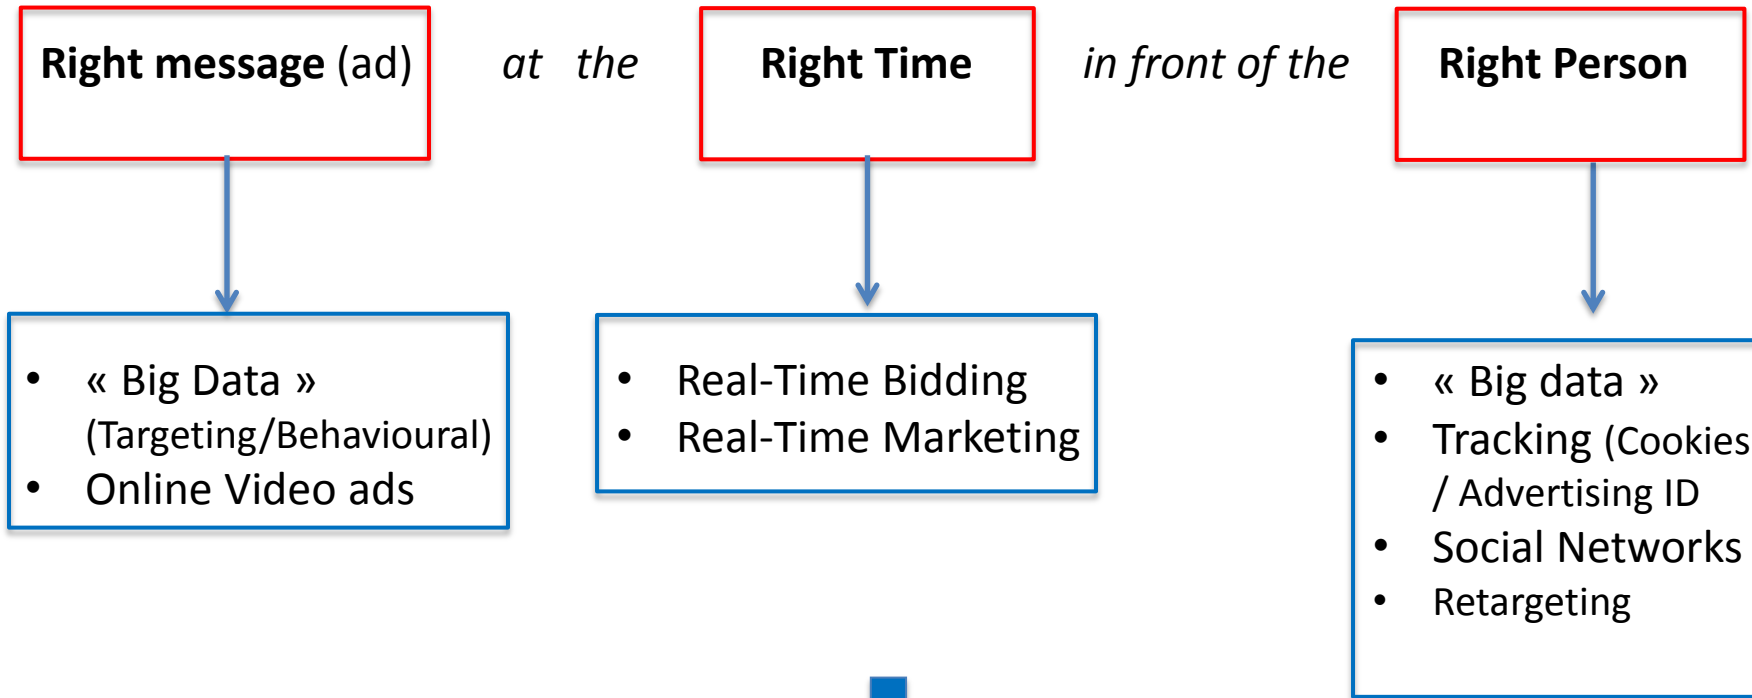 Right message (ad) at the Right Time in front of the Right Person
• « Big Data »
(Targeting/Behavioural)
• Online Video ads
• Real-Time Bidding
• Real-Time Marketing
• « Big data »
• Tracking (Cookies
/ Advertising ID
• Social Networks
• Retargeting